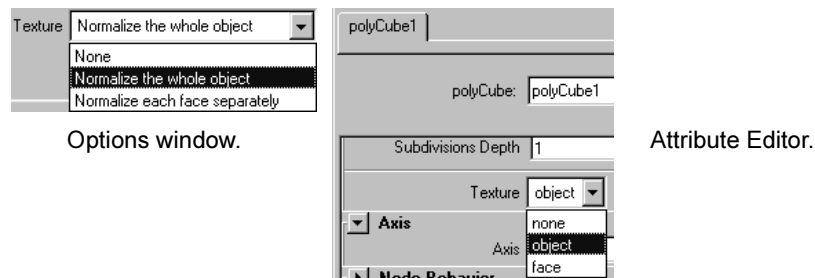 Texture Normalize the whole object
None
Normalize the whole object
Normalize each face separately
Options window.
polyCube1
polyCube: polyCube1
Subdivisions Depth 1
Texture object
none
object
face
Axis
Axis
Node Behavior
Attribute Editor.